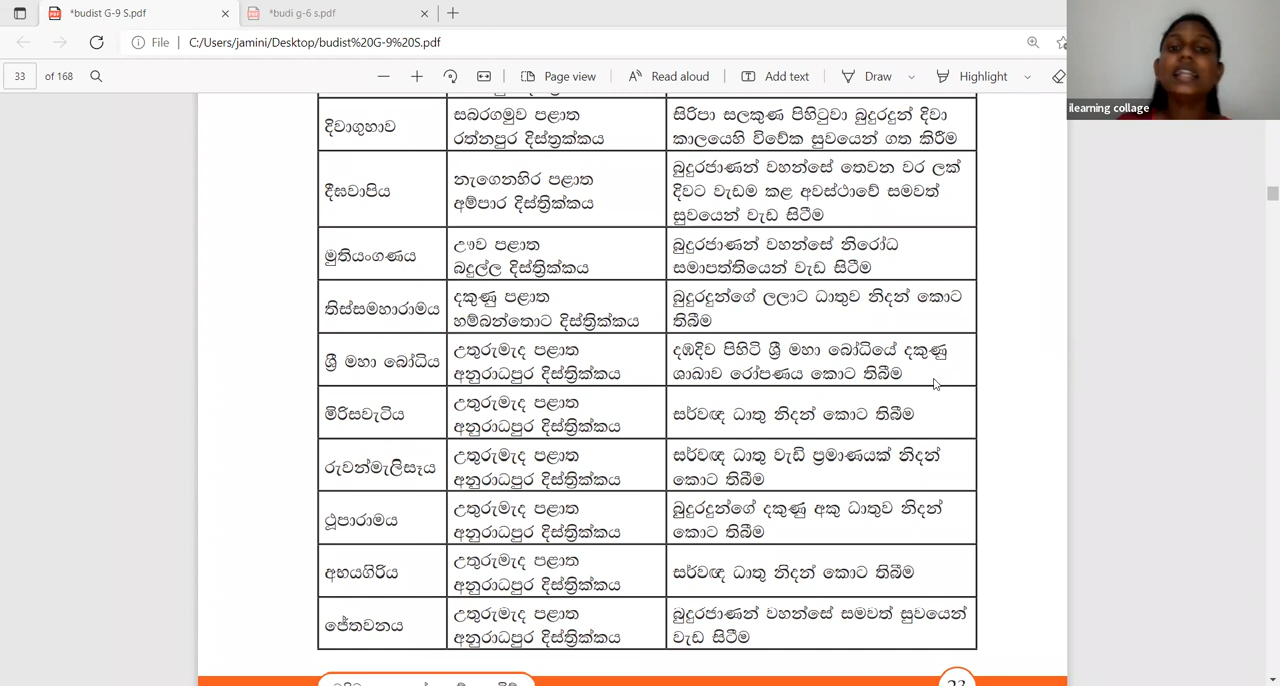 *budist G-9 S.pdf
*budi g-6 s.pdf
File C:/Users/jamini/Desktop/budist%20G-9%20S.pdf
33 of 168 Page view Read aloud Add text Draw Highlight
ilearning collage
දිවාගුහාව
සබරගමුව පළාත
රත්නපුර දිස්ත්‍රික්කය
සිරිපා සලකුණ පිහිටුවා බුදුරදුන් දිවා
කාලයෙහි විවේක සුවයෙන් ගත කිරීම
දීඝවාපිය
නැගෙනහිර පළාත
අම්පාර දිස්ත්‍රික්කය
බුදුරජාණන් වහන්සේ තෙවන වර ලක්
දිවට වැඩම කළ අවස්ථාවේ සමවත්
සුවයෙන් වැඩ සිටීම
මුතියංගණය
ඌව පළාත
බදුල්ල දිස්ත්‍රික්කය
බුදුරජාණන් වහන්සේ නිරෝධ
සමාපත්තියෙන් වැඩ සිටීම
තිස්සමහාරාමය
දකුණු පළාත
හම්බන්තොට දිස්ත්‍රික්කය
බුදුරදුන්ගේ ලලාට ධාතුව නිදන් කොට
තිබීම
ශ්‍රී මහා බෝධිය
උතුරුමැද පළාත
අනුරාධපුර දිස්ත්‍රික්කය
දඹදිව පිහිටි ශ්‍රී මහා බෝධියේ දකුණු
ශාඛාව රෝපණය කොට තිබීම
මිරිසවැටිය
උතුරුමැද පළාත
අනුරාධපුර දිස්ත්‍රික්කය
සර්වඥ ධාතු නිදන් කොට තිබීම
රුවන්මැලිසෑය
උතුරුමැද පළාත
අනුරාධපුර දිස්ත්‍රික්කය
සර්වඥ ධාතු වැඩි ප්‍රමාණයක් නිදන්
කොට තිබීම
ථූපාරාමය
උතුරුමැද පළාත
අනුරාධපුර දිස්ත්‍රික්කය
බුදුරදුන්ගේ දකුණු අකු ධාතුව නිදන්
කොට තිබීම
අභයගිරිය
උතුරුමැද පළාත
අනුරාධපුර දිස්ත්‍රික්කය
සර්වඥ ධාතු නිදන් කොට තිබීම
ජේතවනය
උතුරුමැද පළාත
අනුරාධපුර දිස්ත්‍රික්කය
බුදුරජාණන් වහන්සේ සමවත් සුවයෙන්
වැඩ සිටීම
23